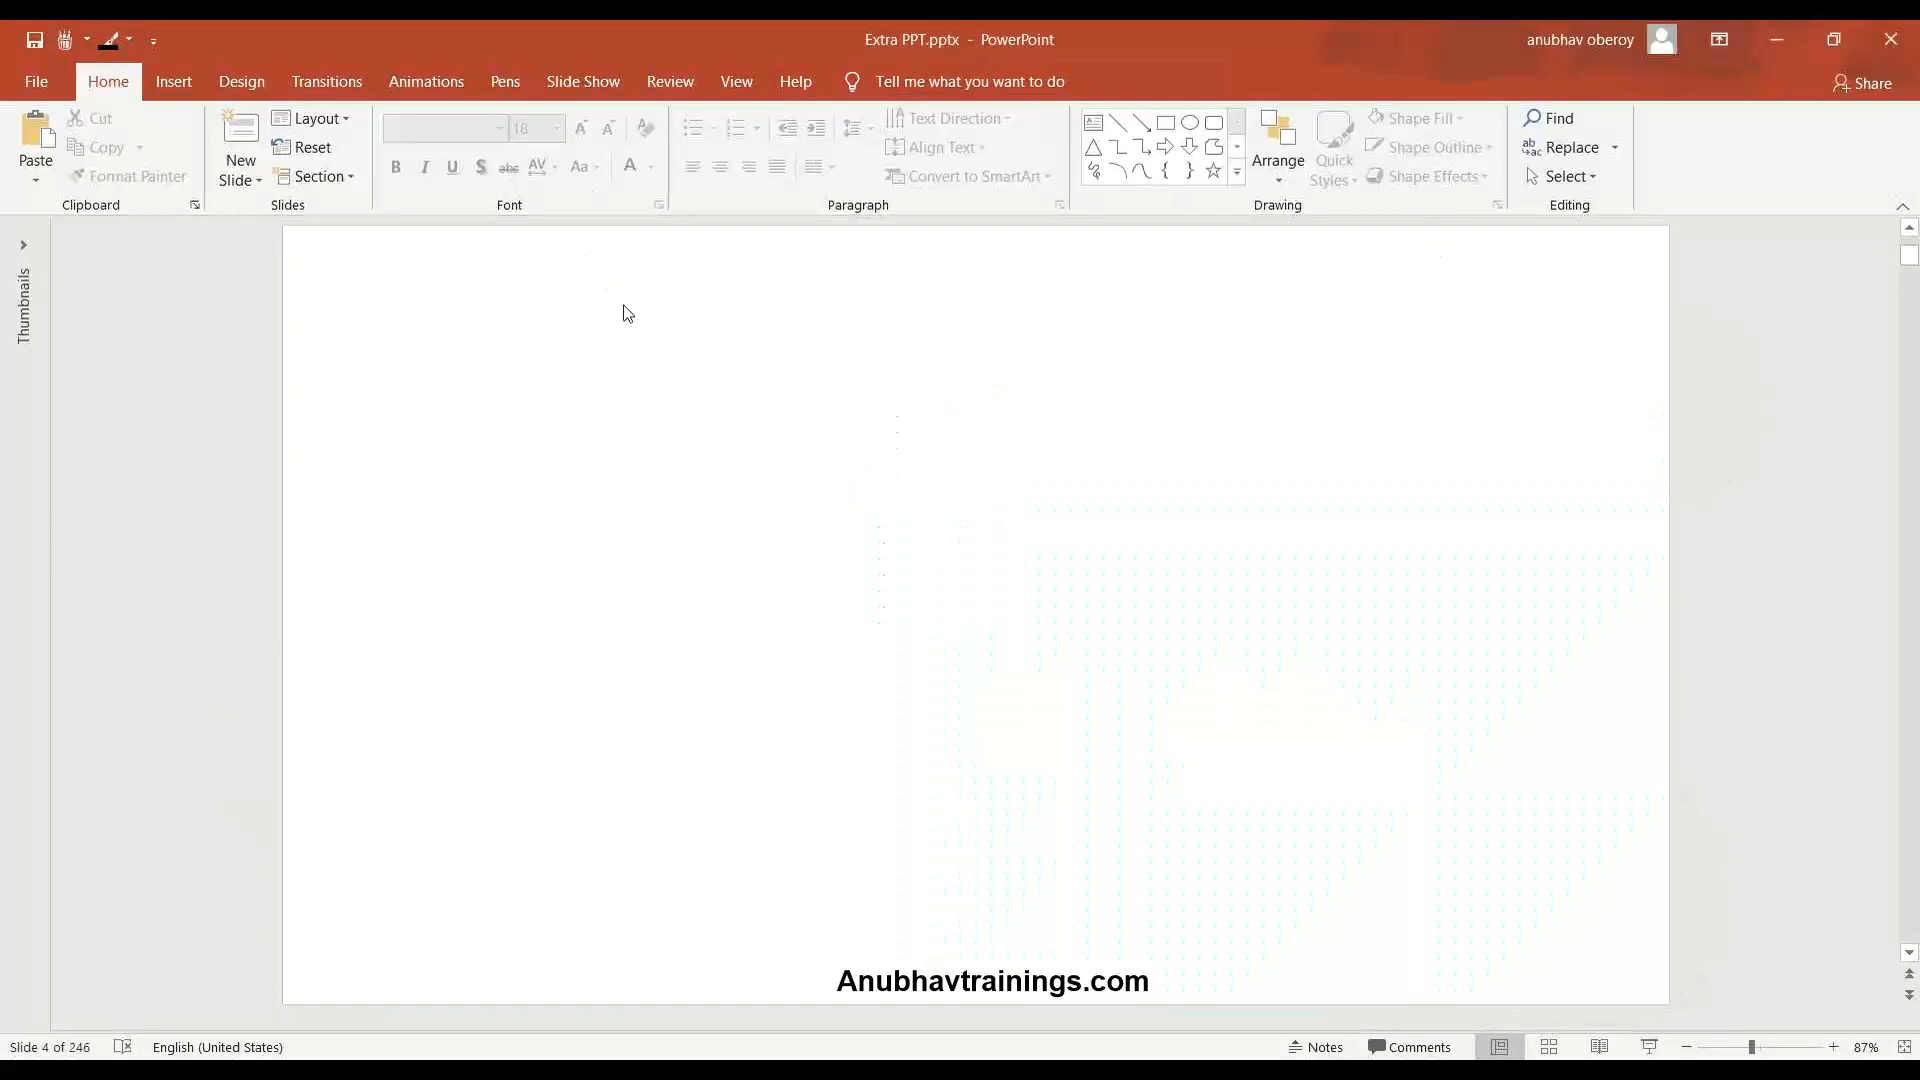 Extra PPT.pptx - PowerPoint
anubhav oberoy
File
Home
Insert
Design
Transitions
Animations
Pens
Slide Show
Review
View
Help
Tell me what you want to do
Share
Paste
Cut
Copy
Format Painter
Clipboard
New
Slide
Layout
Reset
Section
Slides
18
B I U S abc AV Aa A
Font
Text Direction
Align Text
Convert to SmartArt
Paragraph
Arrange
Quick
Styles
Shape Fill
Shape Outline
Shape Effects
Drawing
Find
Replace
Select
Editing
Thumbnails
Anubhavtrainings.com
Slide 4 of 246
English (United States)
Notes
Comments
87%